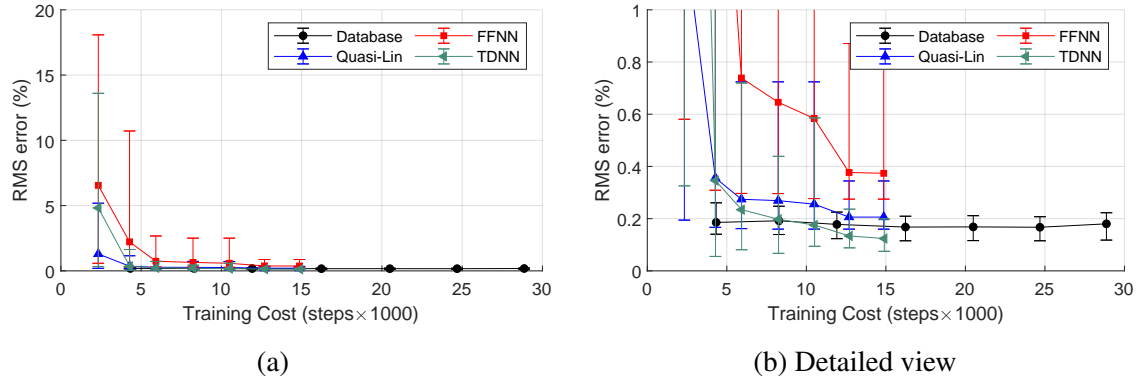 20
15
10
5
0
RMS error (%)
Database
FFNN
Quasi-Lin
TDNN
0 5 10 15 20 25 30
Training Cost (steps×1000)
(a)
1
0.8
0.6
0.4
0.2
0
RMS error (%)
Database
FFNN
Quasi-Lin
TDNN
0 5 10 15 20 25 30
Training Cost (steps×1000)
(b) Detailed view